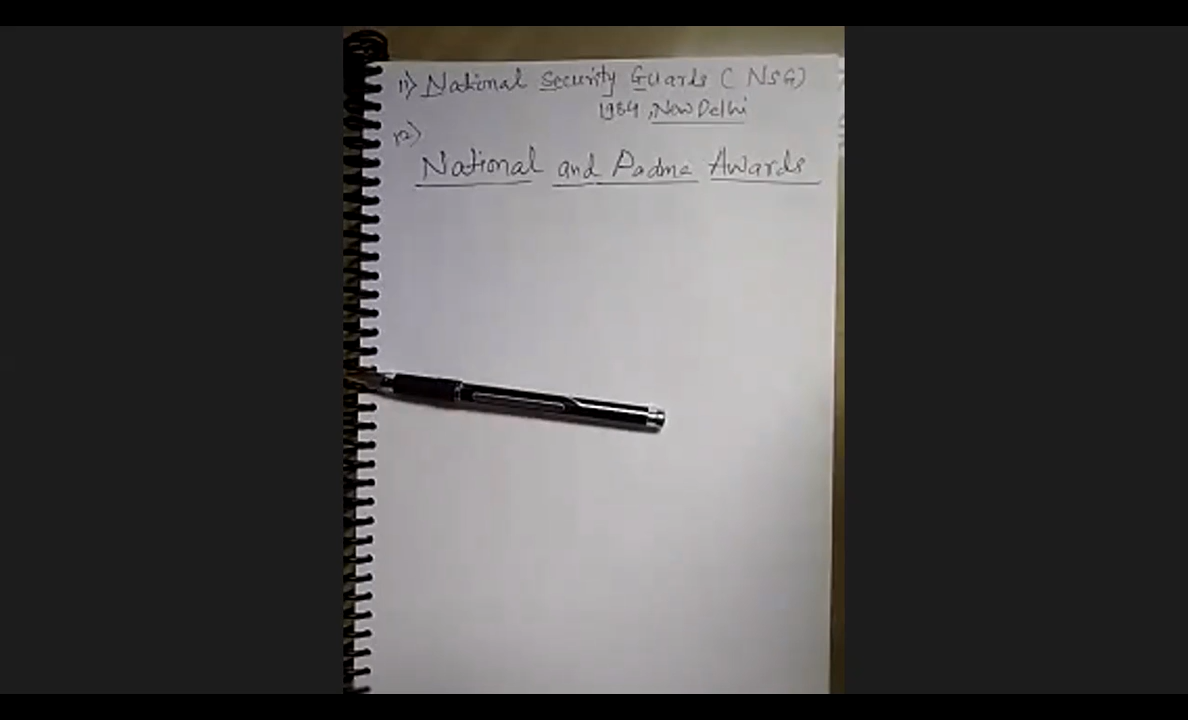 11) National Security Guards (NSG)
1984, New Delhi
12)
National and Padma Awards